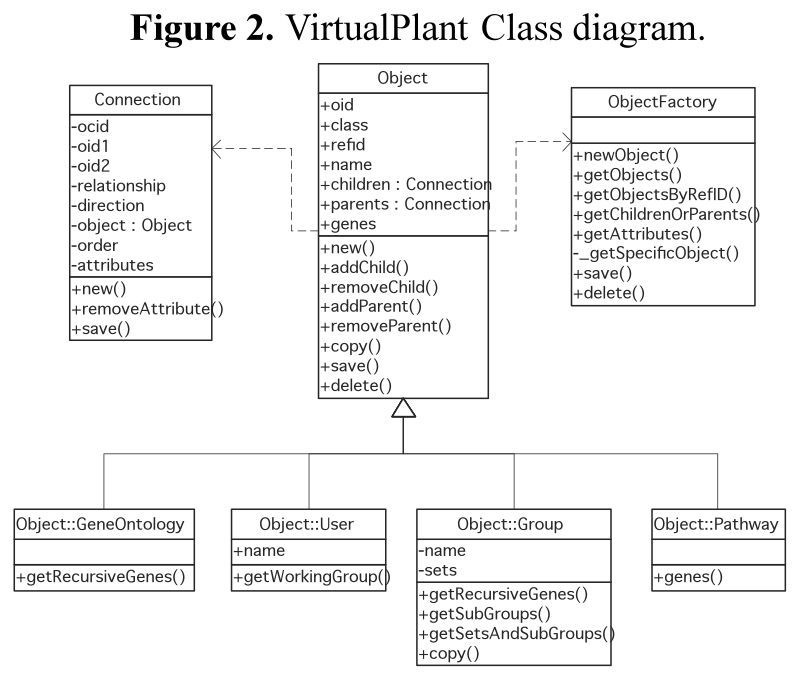 Figure 2. VirtualPlant Class diagram.
Connection
-ocid
-oid1
-oid2
-relationship
-direction
-object : Object
-order
-attributes
+new()
+removeAttribute()
+save()
Object
+oid
+class
+refid
+name
+children : Connection
+parents : Connection
+genes
+new()
+addChild()
+removeChild()
+addParent()
+removeParent()
+copy()
+save()
+delete()
ObjectFactory
+newObject()
+getObjects()
+getObjectsByRefID()
+getChildrenOrParents()
+getAttributes()
-_getSpecificObject()
+save()
+delete()
Object::GeneOntology
+getRecursiveGenes()
Object::User
+name
+getWorkingGroup()
Object::Group
-name
-sets
+getRecursiveGenes()
+getSubGroups()
+getSetsAndSubGroups()
+copy()
Object::Pathway
+genes()